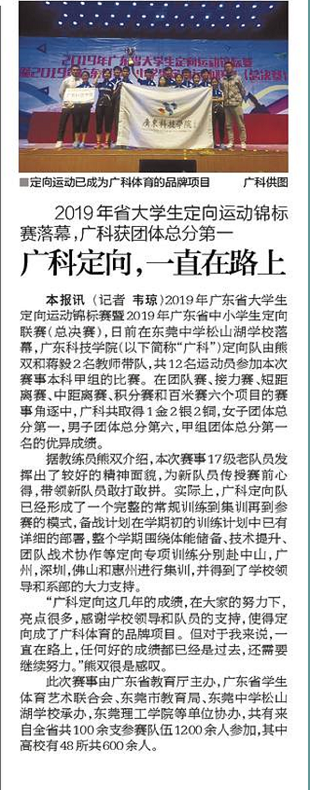 2019年广东省大学生定向运动锦标赛
广东科技学院
■定向运动已成为广科体育的品牌项目 广科供图
2019年省大学生定向运动锦标
赛落幕，广科获团体总分第一
广科定向，一直在路上
本报讯（记者 韦琼）2019年广东省大学生
定向运动锦标赛暨2019年广东省中小学生定向
联赛（总决赛），日前在东莞中学松山湖学校落
幕，广东科技学院（以下简称“广科”）定向队由熊
双和蒋毅2名教师带队，共12名运动员参加本次
赛事本科甲组的比赛。在团队赛、接力赛、短距
离赛、中距离赛、积分赛和百米赛六个项目的赛
事角逐中，广科共取得1金2银2铜，女子团体总
分第一，男子团体总分第六，甲组团体总分第一
名的优异成绩。
据教练员熊双介绍，本次赛事17级老队员发
挥出了较好的精神面貌，为新队员传授赛前心
得，带领新队员敢打敢拼。实际上，广科定向队
已经形成了一个完整的常规训练到集训再到参
赛的模式，备战计划在学期初的训练计划中已有
详细的部署，整个学期围绕体能储备、技术提升、
团队战术协作等定向专项训练分别赴中山，广
州，深圳，佛山和惠州进行集训，并得到了学校领
导和系部的大力支持。
“广科定向这几年的成绩，在大家的努力下，
亮点很多，感谢学校领导和队员的支持，使得定
向成了广科体育的品牌项目。但对于我来说，一
直在路上，任何好的成绩都已经是过去，还需要
继续努力。”熊双很是感叹。
此次赛事由广东省教育厅主办，广东省学生
体育艺术联合会、东莞市教育局、东莞中学松山
湖学校承办，东莞理工学院等单位协办，共有来
自全省共100余支参赛队伍1200余人参加，其中
高校有48所共600余人。